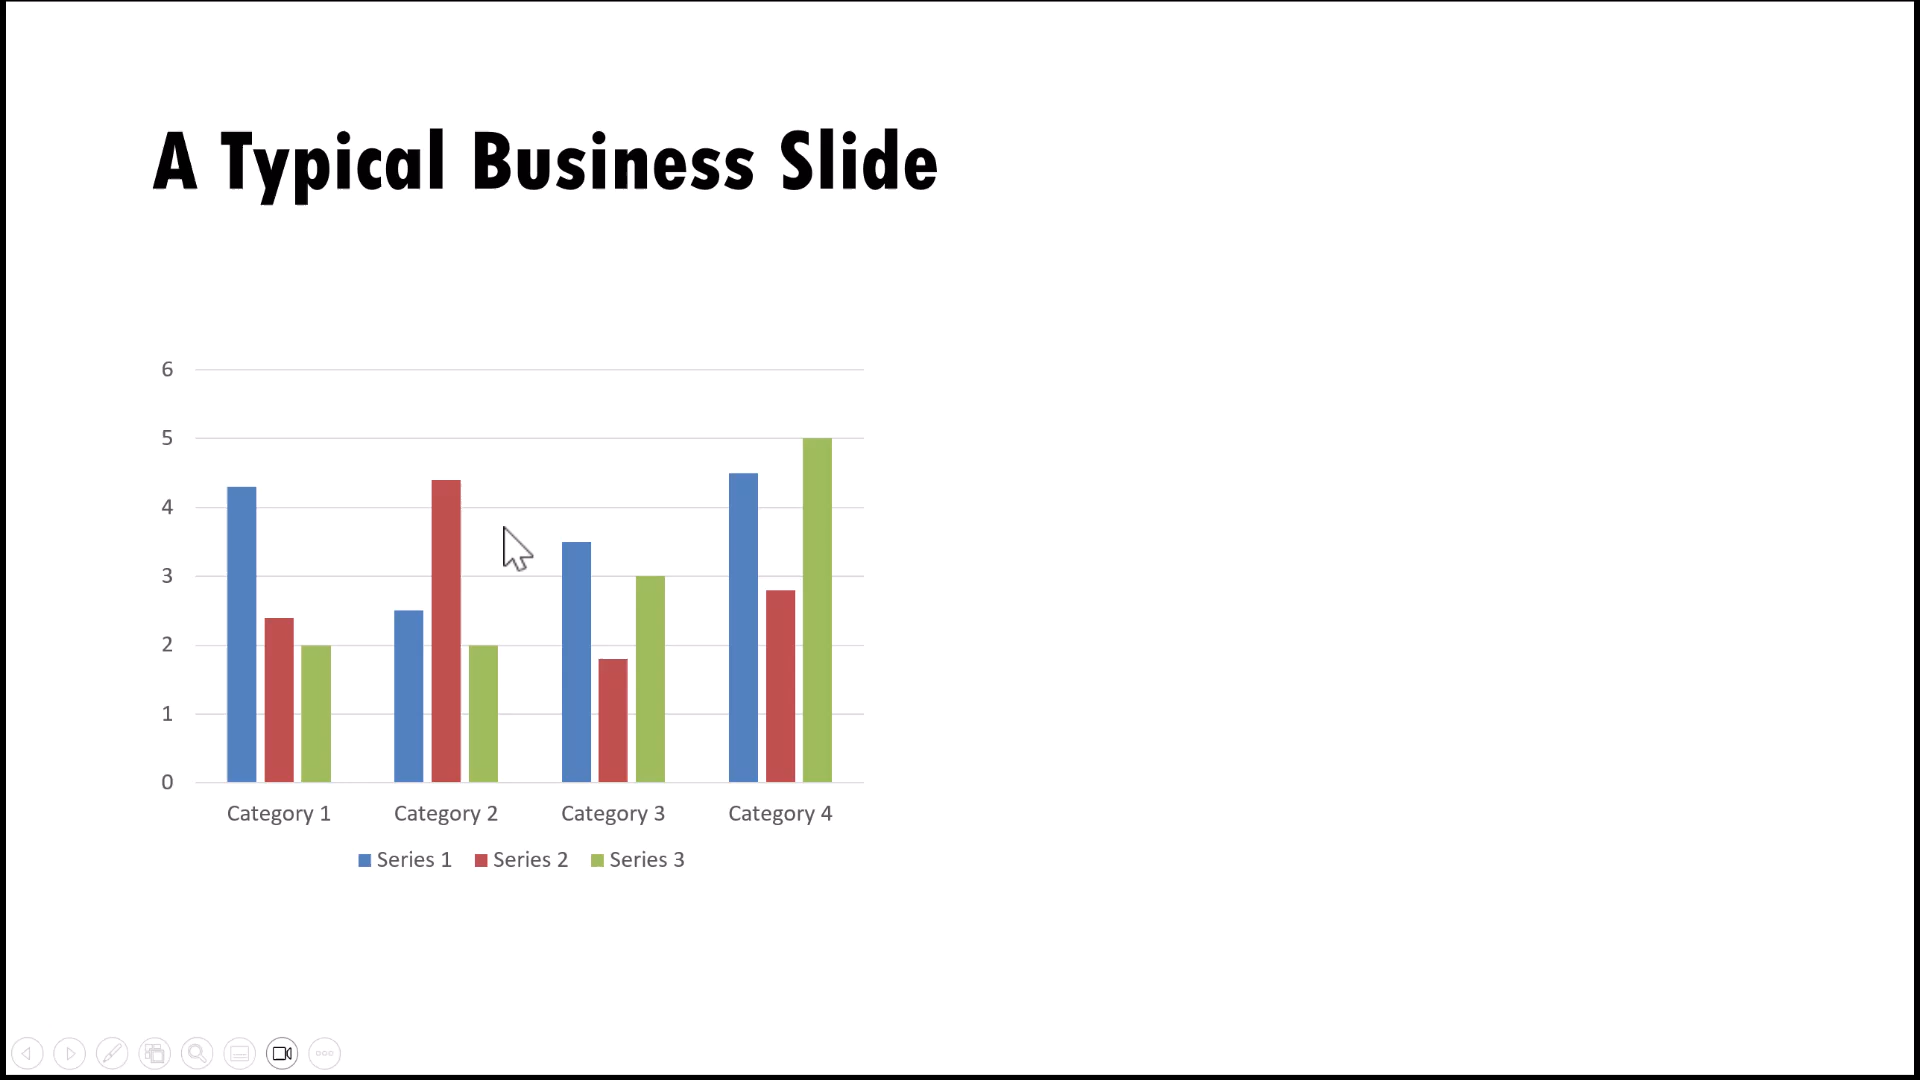 A Typical Business Slide
6
5
4
3
2
1
0
Category 1 Category 2 Category 3 Category 4
Series 1 Series 2 Series 3